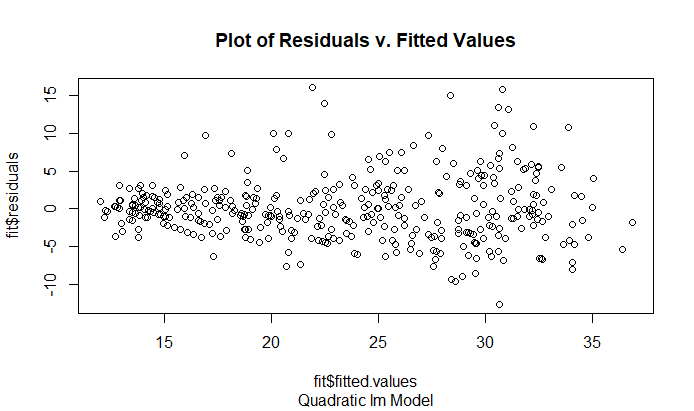 Plot of Residuals v. Fitted Values
fit$residuals
15
10
5
0
-5
-10
15
20
25
30
35
fit$fitted.values
Quadratic lm Model